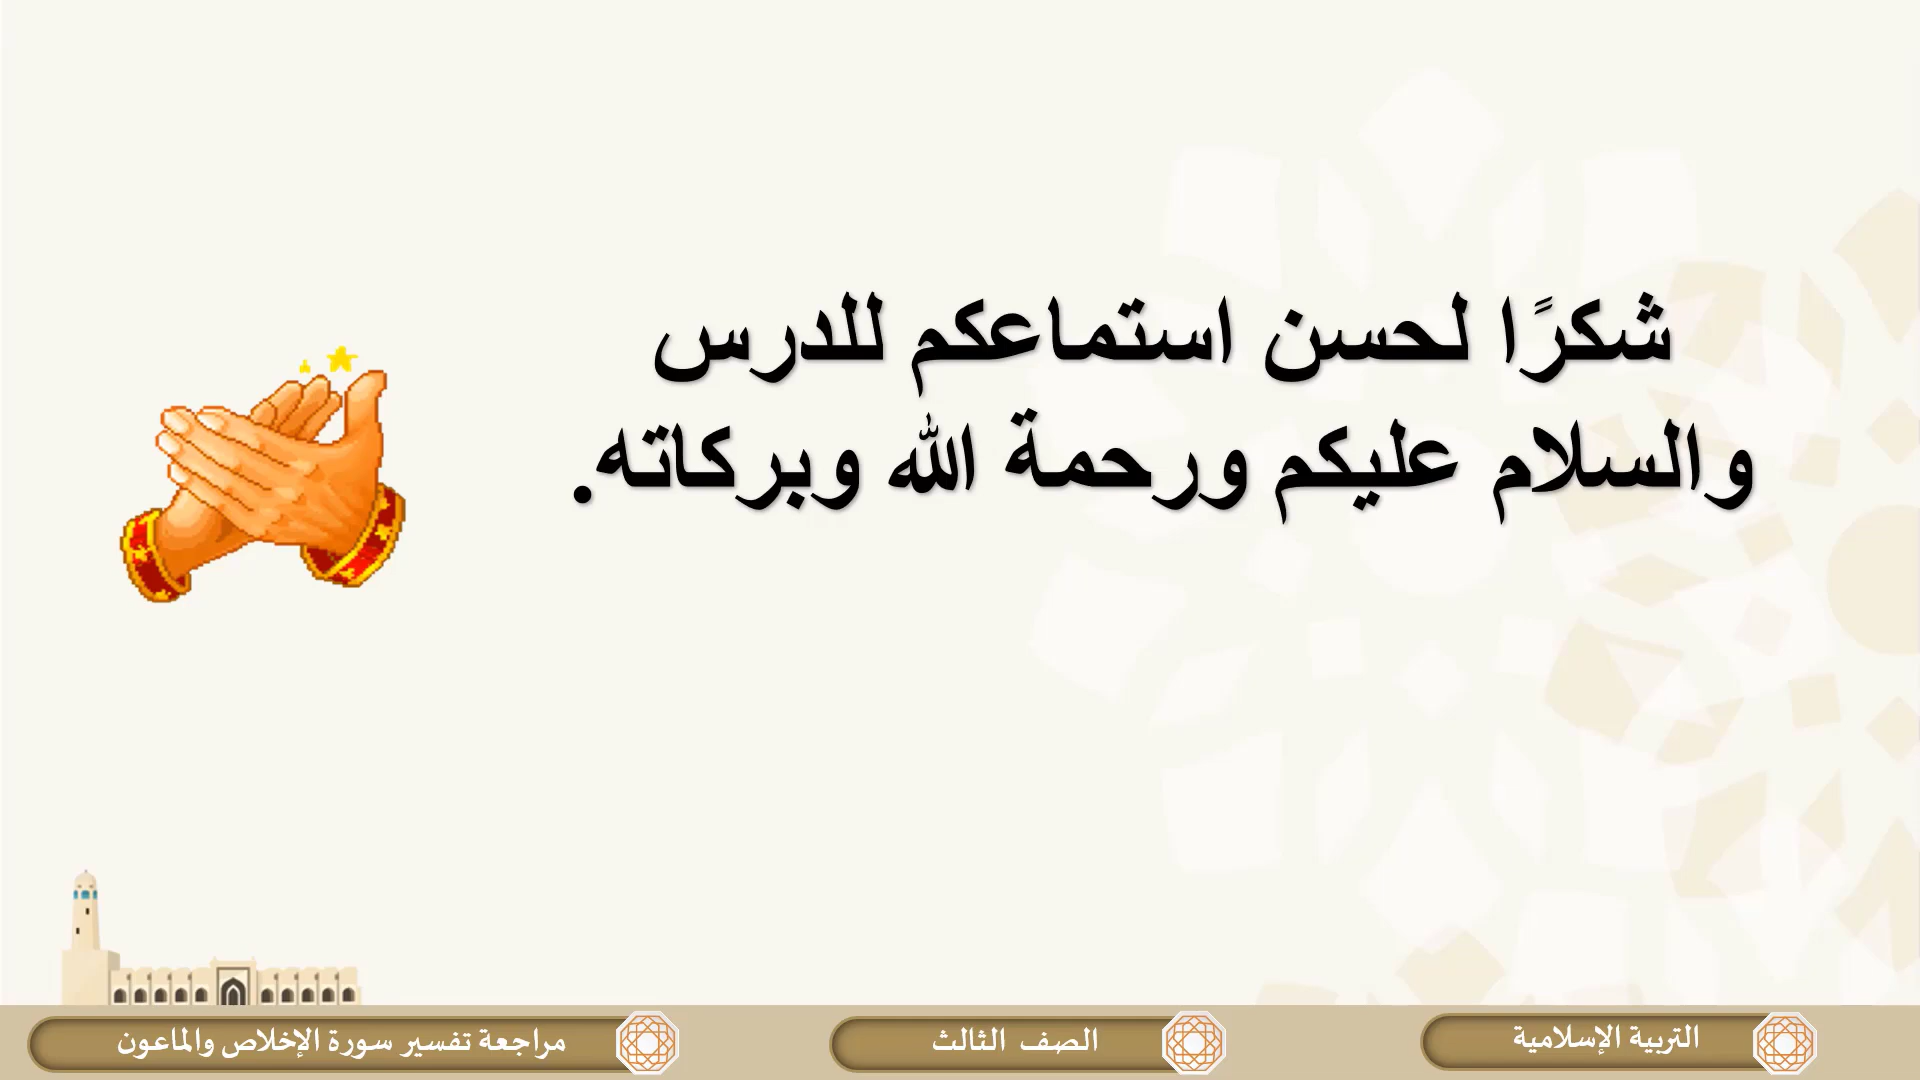 شكرًا لحسن استماعكم للدرس
والسلام عليكم ورحمة الله وبركاته.
التربية الإسلامية
الصف الثالث
مراجعة تفسير سورة الإخلاص والماعون